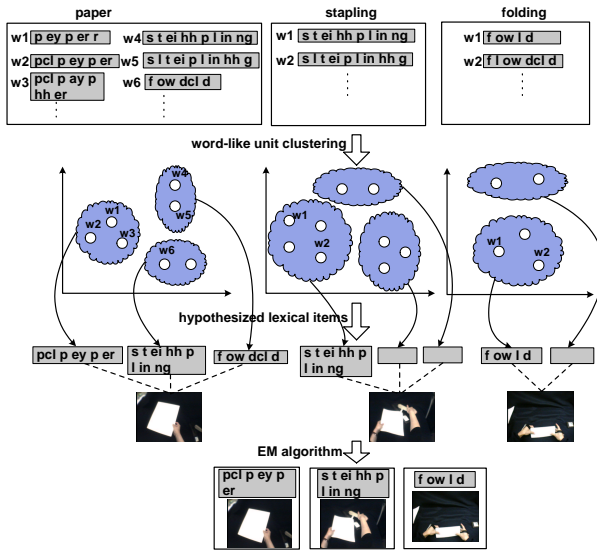 paper
stapling
folding
w1 p ey p er r
w4 s t ei hh p l in ng
w2 pcl p ey p er
w5 s l t ei p l in hh g
w3 pcl p ay p
hh er
w6 f ow dcl d
w1 s t ei hh p l in ng
w2 s l t ei p l in hh g
w1 f ow l d
w2 f l ow dcl d
word-like unit clustering
w4
w5
w1
w2
w3
w6
w1
w2
w1
w2
hypothesized lexical items
pcl p ey p er
s t ei hh p
l in ng
f ow dcl d
s t ei hh p
l in ng
f ow l d
EM algorithm
pcl p ey p
er
s t ei hh p
l in ng
f ow l d